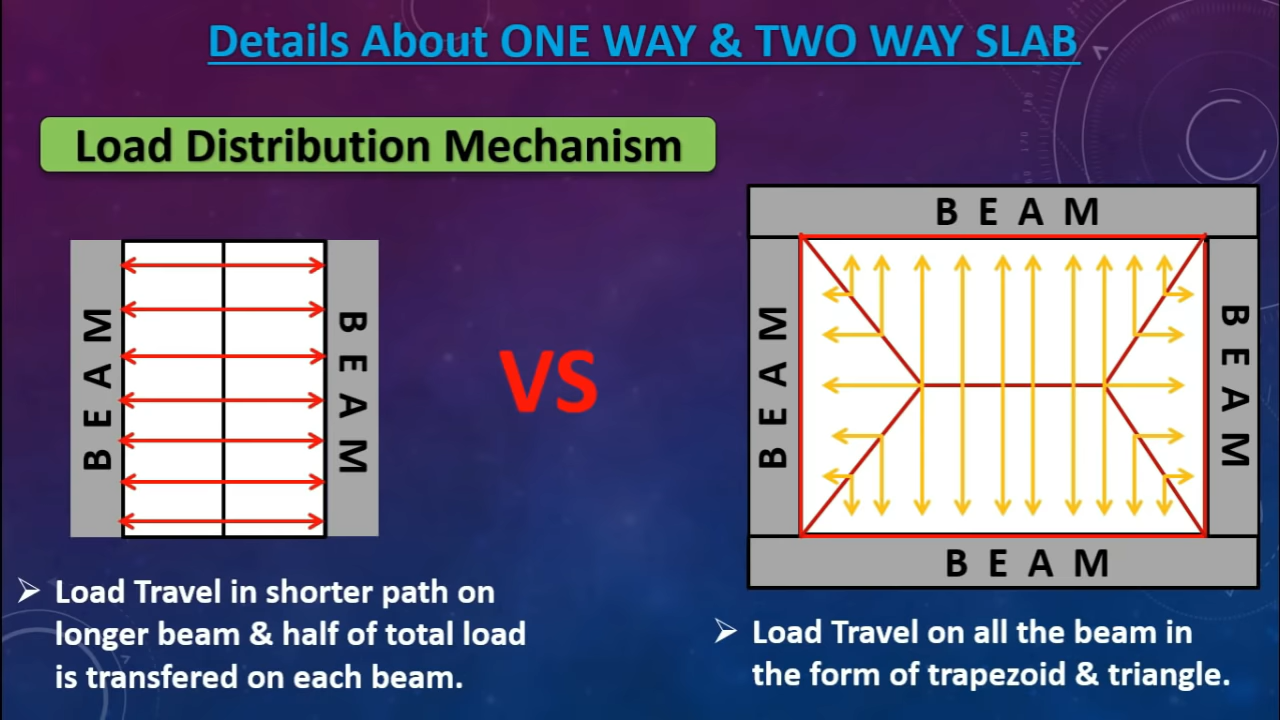 Details About ONE WAY & TWO WAY SLAB
Load Distribution Mechanism
BEAM
BEAM
VS
BEAM
BEAM
BEAM
BEAM
➢ Load Travel in shorter path on
longer beam & half of total load
is transfered on each beam.
➢ Load Travel on all the beam in
the form of trapezoid & triangle.